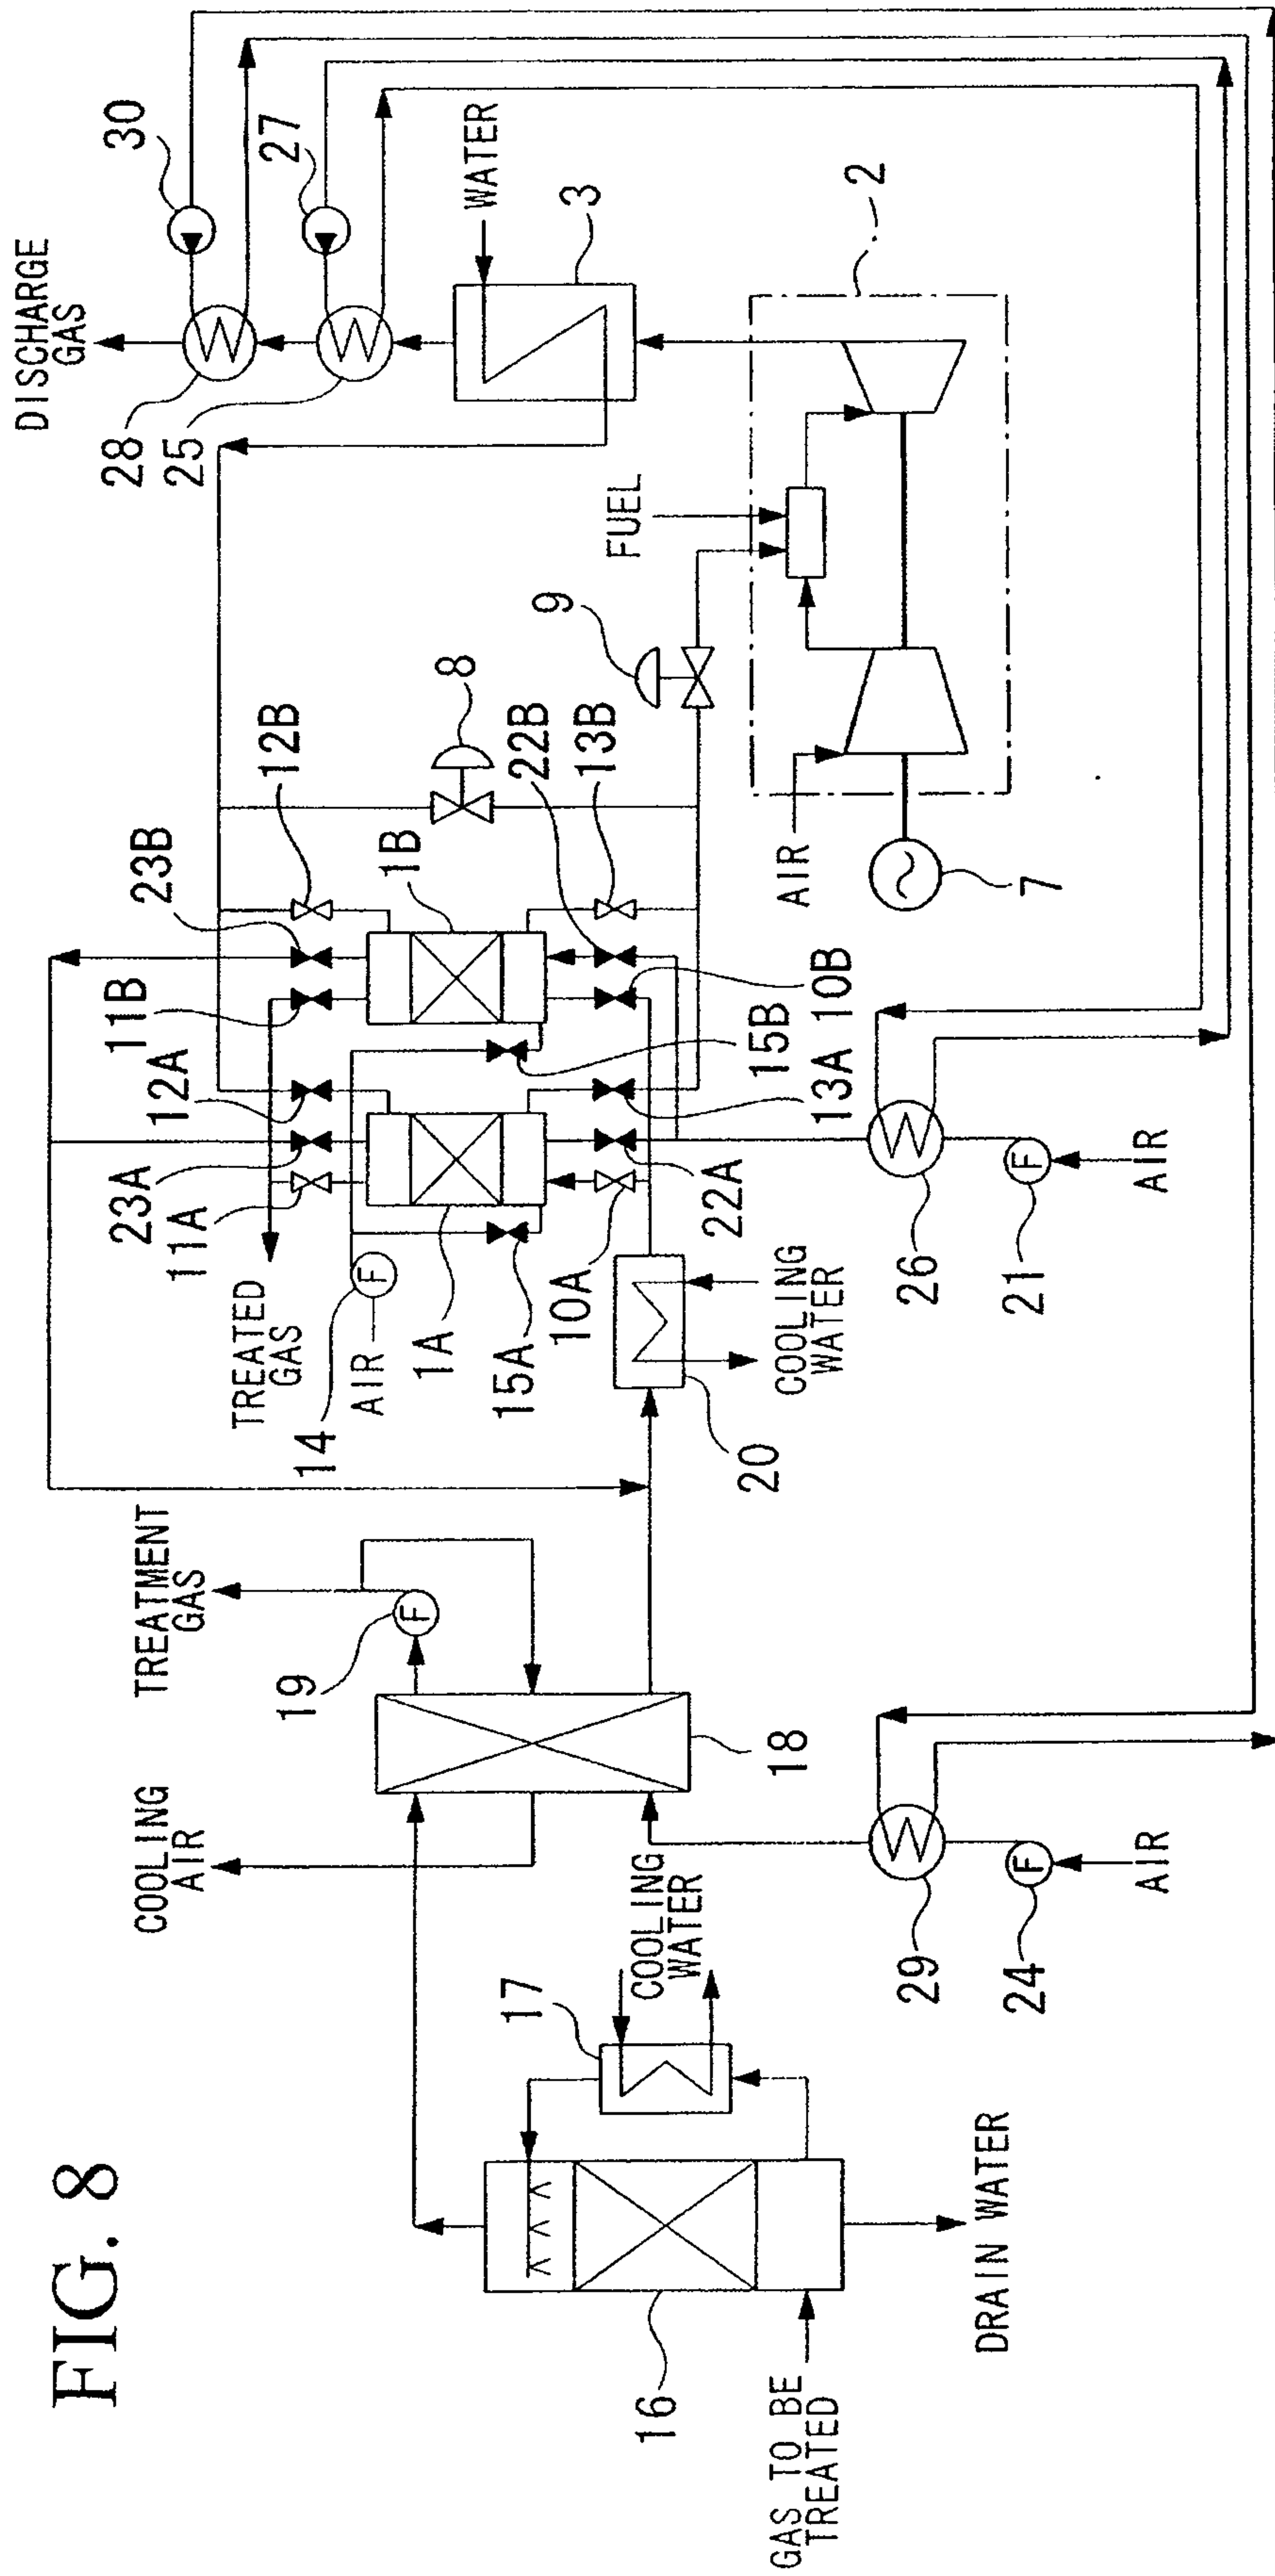 FIG. 8
DISCHARGE
GAS
30
27
28
25
WATER
3
2
FUEL
9
8
12B
23B
1B
22B
13B
11B
12A
10B
15B
13A
23A
11A
TREATED
GAS
14
AIR
1A
15A
10A
22A
20
COOLING
WATER
AIR
7
26
21
AIR
TREATMENT
GAS
19
18
COOLING
AIR
29
24
AIR
17
COOLING
WATER
16
GAS TO BE
TREATED
DRAIN WATER
F
F
F
F